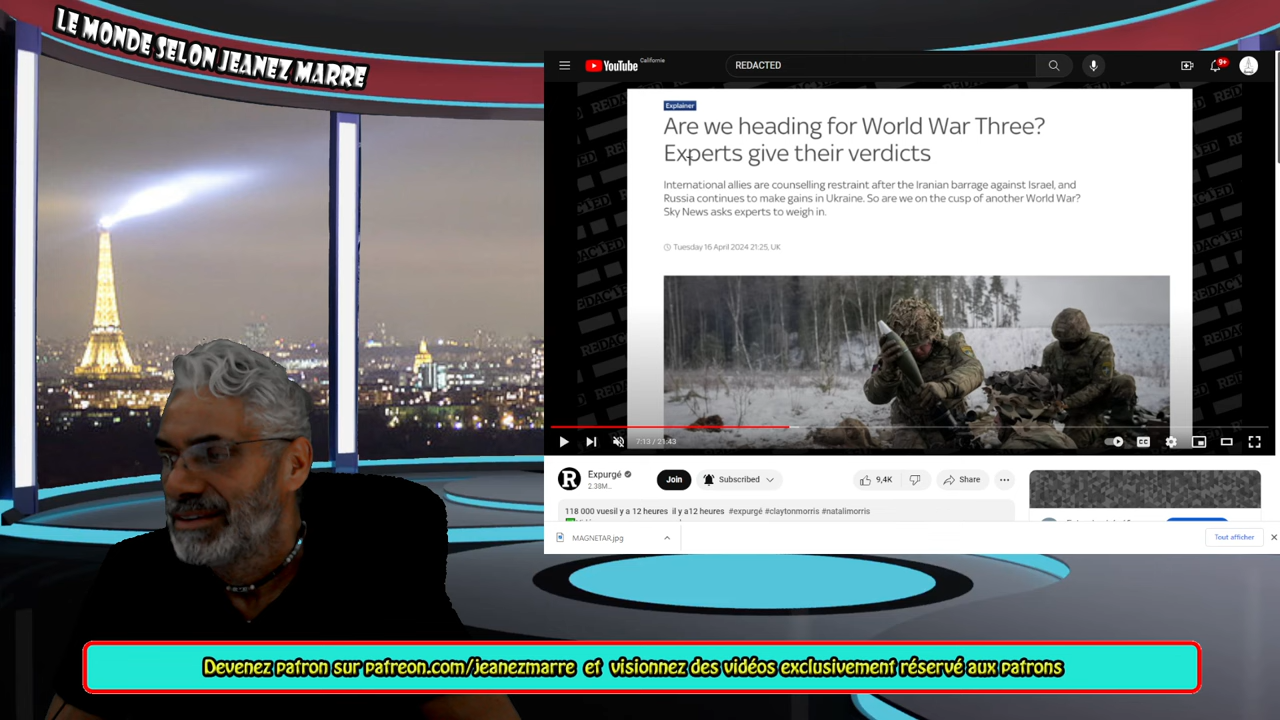 LE MONDE SELON JEANEZ MARRE
YouTube
Californie
REDACTED
9+
Explainer
Are we heading for World War Three?
Experts give their verdicts
International allies are counselling restraint after the Iranian barrage against Israel, and
Russia continues to make gains in Ukraine. So are we on the cusp of another World War?
Sky News asks experts to weigh in.
Tuesday 16 April 2024 21:25, UK
7:13 / 21:43
CC
R
Expurgé
2.38M...
Join
Subscribed
9,4K
Share
118 000 vuesil y a 12 heures il y a12 heures #expurgé #claytonmorris #natalimorris
MAGNETAR.jpg
Tout afficher
Devenez patron sur patreon.com/jeanezmarre et visionnez des vidéos exclusivement réservé aux patrons